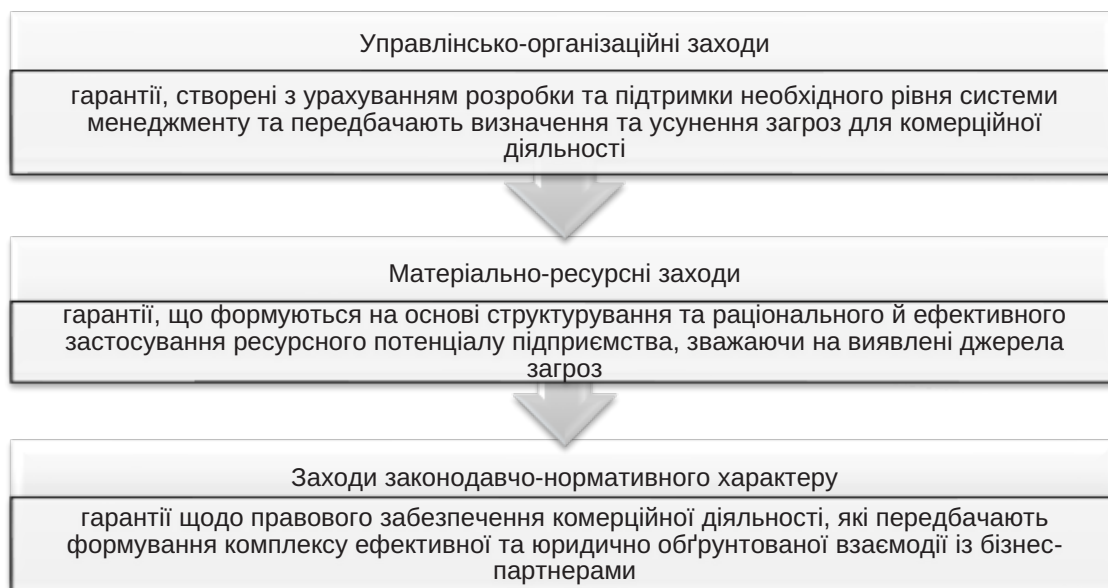 Управлінсько-організаційні заходи
гарантії, створені з урахуванням розробки та підтримки необхідного рівня системи
менеджменту та передбачають визначення та усунення загроз для комерційної
діяльності
Матеріально-ресурсні заходи
гарантії, що формуються на основі структурування та раціонального й ефективного
застосування ресурсного потенціалу підприємства, зважаючи на виявлені джерела
загроз
Заходи законодавчо-нормативного характеру
гарантії щодо правового забезпечення комерційної діяльності, які передбачають
формування комплексу ефективної та юридично обґрунтованої взаємодії із бізнес-
партнерами